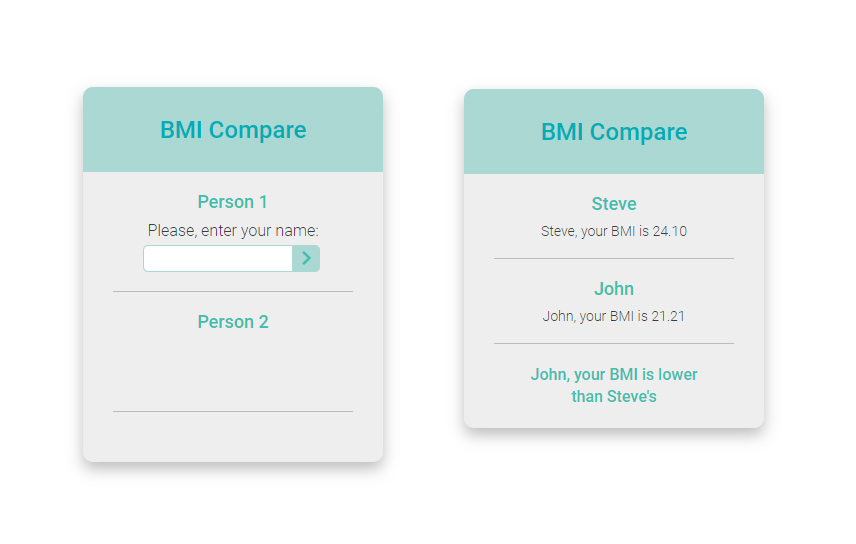 BMI Compare
Person 1
Please, enter your name:
Person 2
BMI Compare
Steve
Steve, your BMI is 24.10
John
John, your BMI is 21.21
John, your BMI is lower
than Steve's